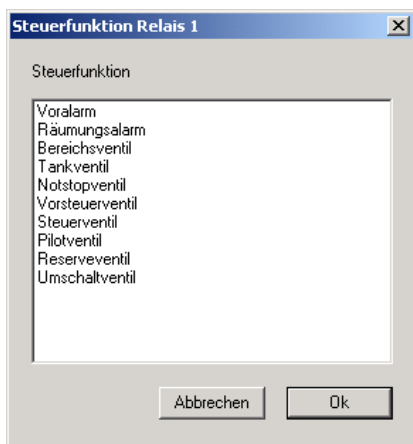 Steuerfunktion Relais 1
Steuerfunktion
Voralarm
Räumungsalarm
Bereichsventil
Tankventil
Notstopventil
Vorsteuerventil
Steuerventil
Pilotventil
Reserveventil
Umschaltventil
Abbrechen Ok